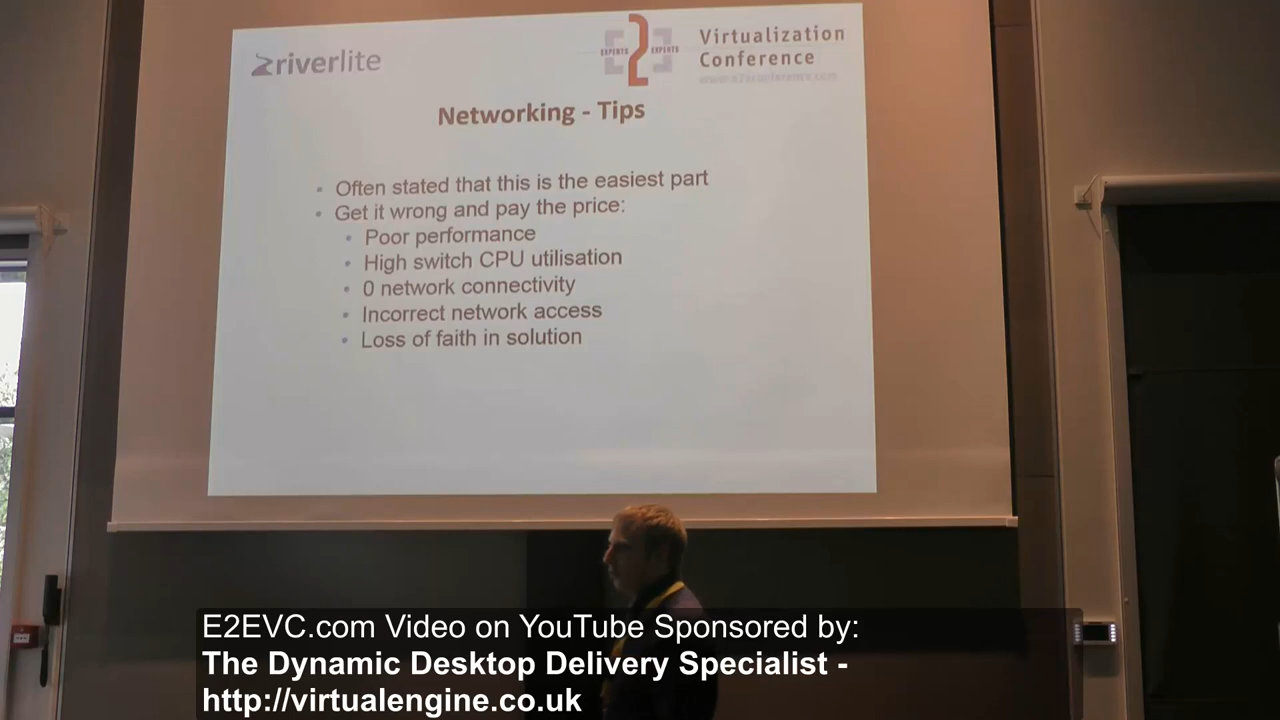 riverlite
EXPERTS 2 EXPERTS
Virtualization
Conference
Networking - Tips
• Often stated that this is the easiest part
• Get it wrong and pay the price:
• Poor performance
• High switch CPU utilisation
• 0 network connectivity
• Incorrect network access
• Loss of faith in solution
E2EVC.com Video on YouTube Sponsored by:
The Dynamic Desktop Delivery Specialist -
http://virtualengine.co.uk